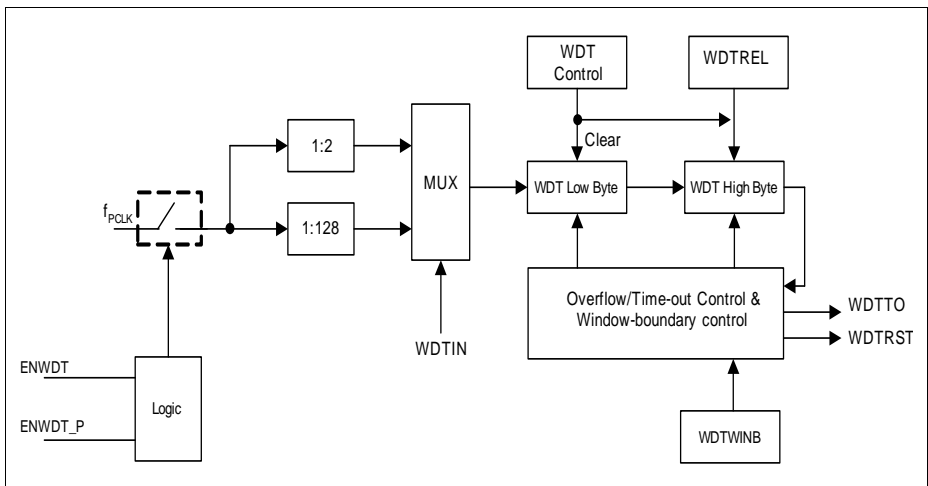 WDT
Control
WDTREL
Clear
1:2
MUX
WDT Low Byte
WDT High Byte
fPCLK
1:128
Overflow/Time-out Control &
Window-boundary control
WDTTO
WDTRST
WDTIN
ENWDT
Logic
ENWDT_P
WDTWINB